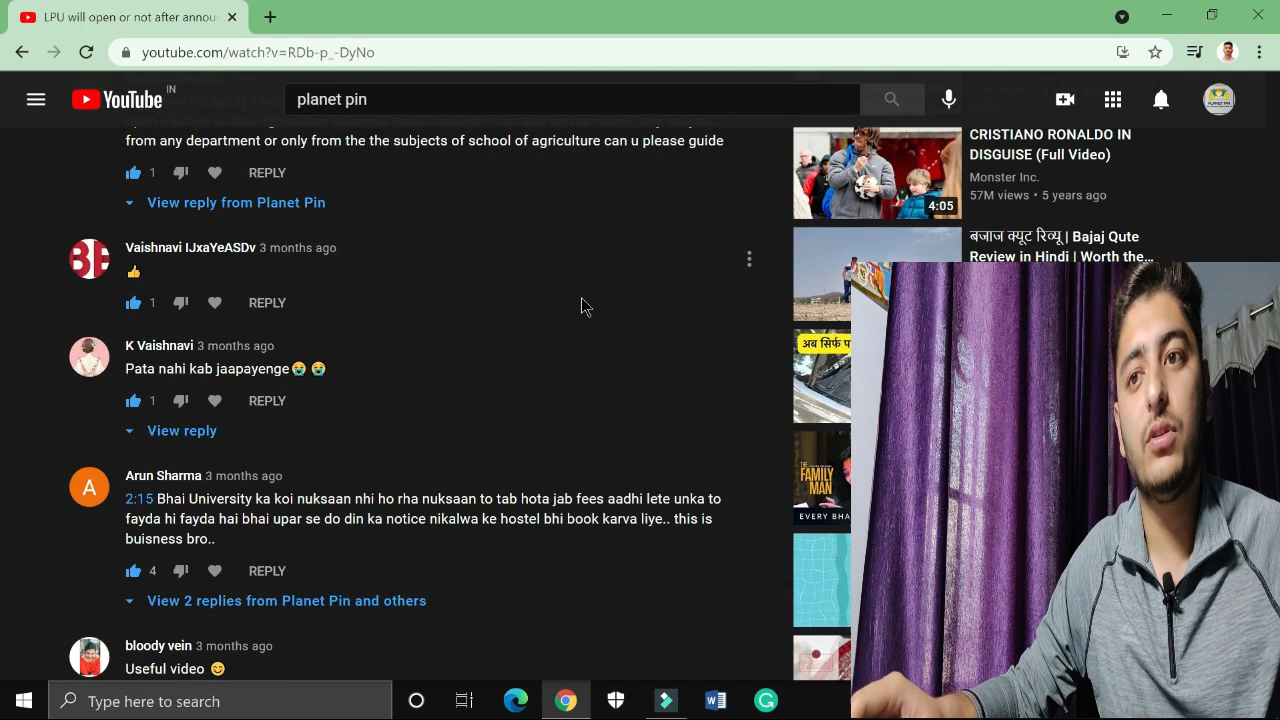 LPU will open or not after annou
youtube.com/watch?v=RDb-p_-DyNo
YouTube
IN
planet pin
from any department or only from the the subjects of school of agriculture can u please guide
1
REPLY
View reply from Planet Pin
Vaishnavi IJxaYeASDv 3 months ago
👍
1
REPLY
K Vaishnavi 3 months ago
Pata nahi kab jaapayenge😭😭
1
REPLY
View reply
A
Arun Sharma 3 months ago
2:15 Bhai University ka koi nuksaan nhi ho rha nuksaan to tab hota jab fees aadhi lete unka to
fayda hi fayda hai bhai upar se do din ka notice nikalwa ke hostel bhi book karva liye.. this is
buisness bro..
4
REPLY
View 2 replies from Planet Pin and others
bloody vein 3 months ago
Useful video 😊
CRISTIANO RONALDO IN
DISGUISE (Full Video)
Monster Inc.
57M views • 5 years ago
4:05
बजाज क्यूट रिव्यू | Bajaj Qute
Review in Hindi | Worth the...
अब सिर्फ
THE
FAMILY
MAN
EVERY
Type here to search